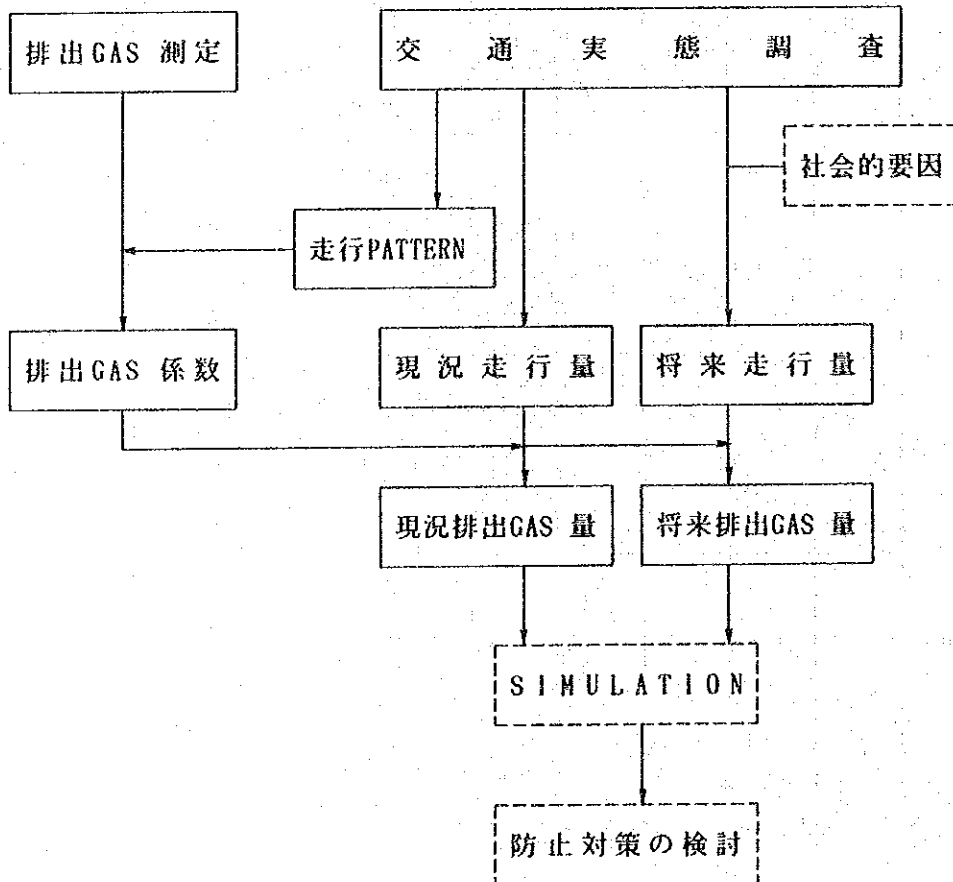 排出GAS 測定
交通実態調査
社会的要因
走行PATTERN
排出GAS 係数
現況走行量
将来走行量
現況排出GAS 量
将来排出GAS 量
SIMULATION
防止対策の検討